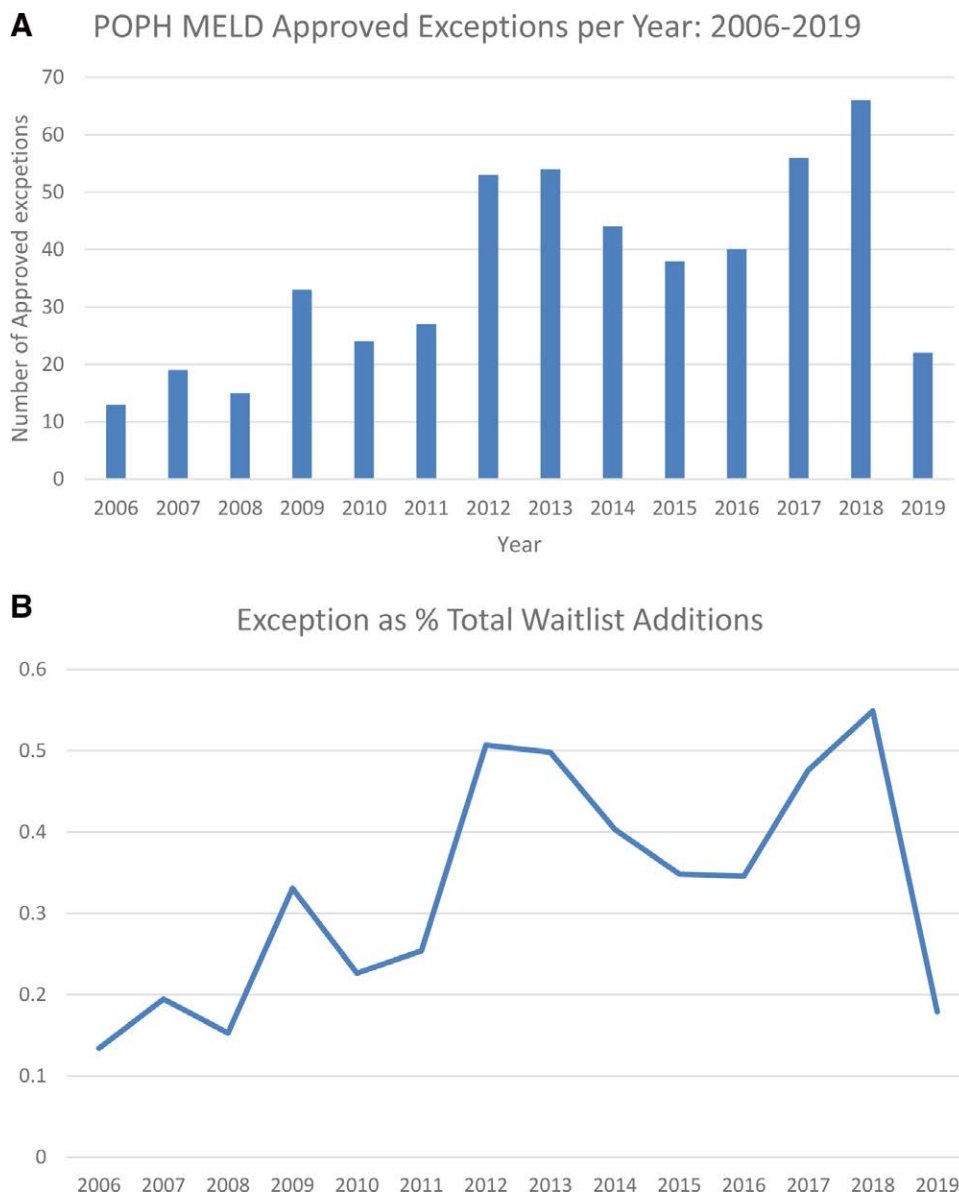 A
POPH MELD Approved Exceptions per Year: 2006-2019
Number of Approved excpetions
70
60
50
40
30
20
10
0
2006 2007 2008 2009 2010 2011 2012 2013 2014 2015 2016 2017 2018 2019
Year
B
Exception as % Total Waitlist Additions
0.6
0.5
0.4
0.3
0.2
0.1
0
2006 2007 2008 2009 2010 2011 2012 2013 2014 2015 2016 2017 2018 2019